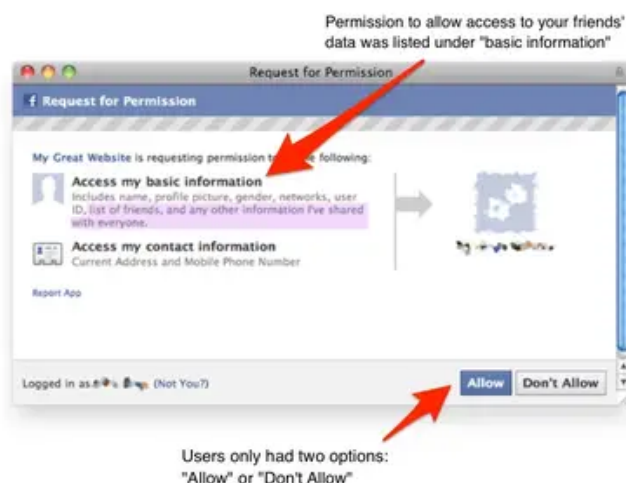 Permission to allow access to your friends'
data was listed under "basic information"
Request for Permission
Request for Permission
My Great Website is requesting permission to following:
Access my basic information
Includes name, profile picture, gender, networks, user
ID, list of friends, and any other information I've shared
with everyone.
Access my contact information
Current Address and Mobile Phone Number
Report App
Logged in as (Not You?)
Allow
Don't Allow
Users only had two options:
"Allow" or "Don't Allow"